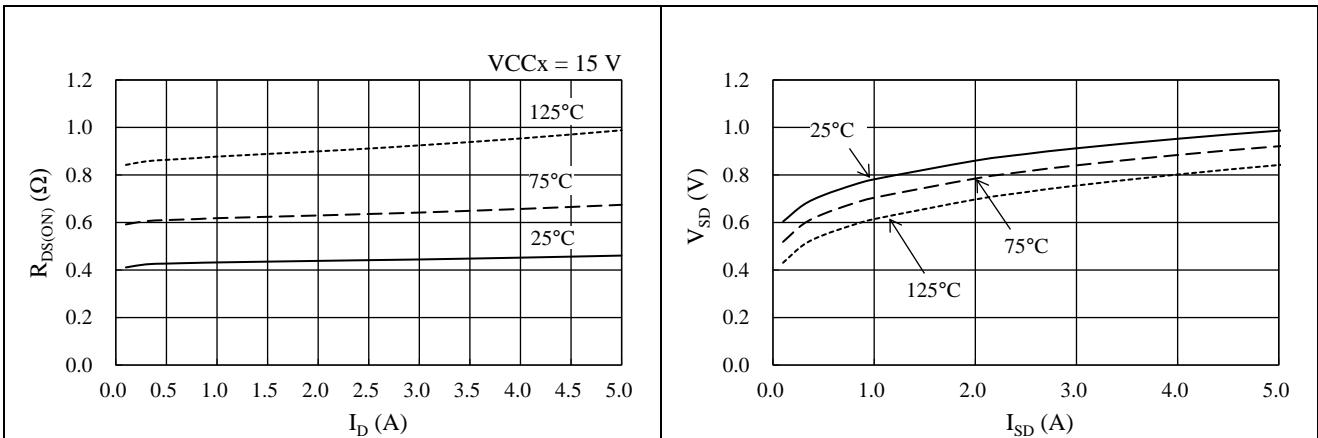 VCCx = 15 V
1.2
1.0
0.8
0.6
0.4
0.2
0.0
R_DS(ON) (Ω)
125°C
75°C
25°C
0.0 0.5 1.0 1.5 2.0 2.5 3.0 3.5 4.0 4.5 5.0
I_D (A)
1.2
1.0
0.8
0.6
0.4
0.2
0.0
V_SD (V)
25°C
75°C
125°C
0.0 1.0 2.0 3.0 4.0 5.0
I_SD (A)